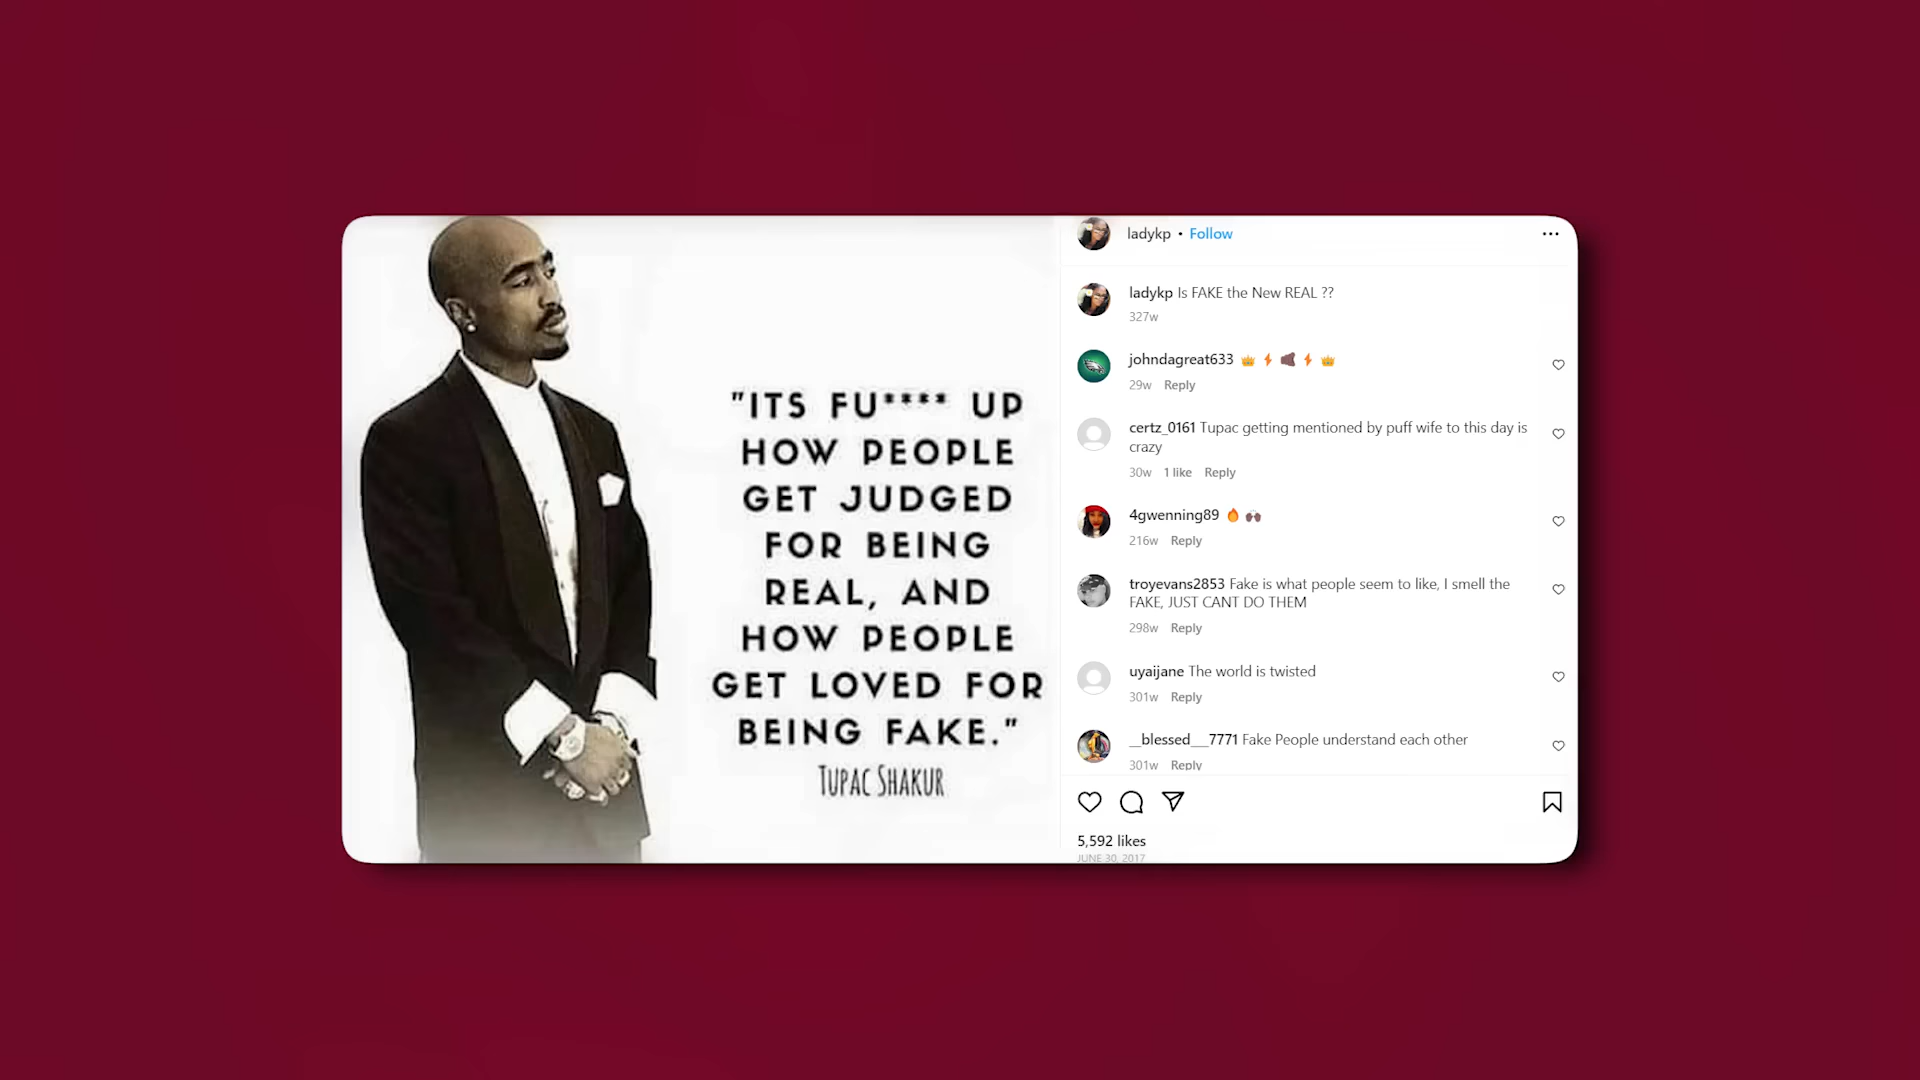 "ITS FU**** UP
HOW PEOPLE
GET JUDGED
FOR BEING
REAL, AND
HOW PEOPLE
GET LOVED FOR
BEING FAKE."
TUPAC SHAKUR
ladykp • Follow
ladykp Is FAKE the New REAL ??
327w
johndagreat633
29w Reply
certz_0161 Tupac getting mentioned by puff wife to this day is
crazy
30w 1 like Reply
4gwenning89
216w Reply
troyevans2853 Fake is what people seem to like, I smell the
FAKE, JUST CANT DO THEM
298w Reply
uyaijane The world is twisted
301w Reply
__blessed___7771 Fake People understand each other
301w Reply
5,592 likes
JUNE 30, 2017